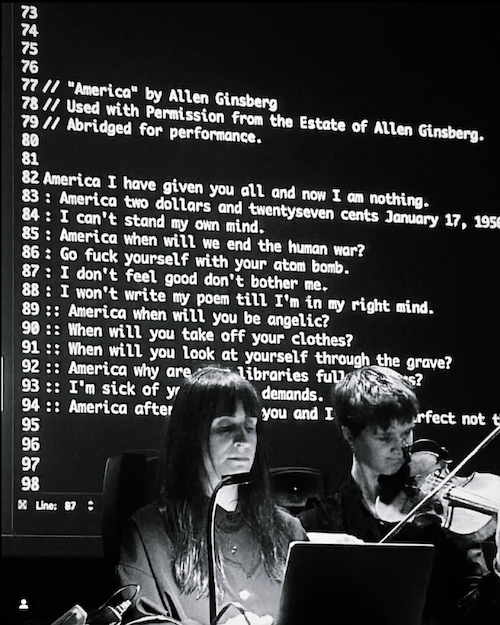 73
74
75
76
77 // "America" by Allen Ginsberg
78 // Used with Permission from the Estate of Allen Ginsberg.
79 // Abridged for performance.
80
81
82 America I have given you all and now I am nothing.
83 : America two dollars and twentyseven cents January 17, 1956
84 : I can't stand my own mind.
85 : America when will we end the human war?
86 : Go fuck yourself with your atom bomb.
87 : I don't feel good don't bother me.
88 : I won't write my poem till I'm in my right mind.
89 :: America when will you be angelic?
90 :: When will you take off your clothes?
91 :: When will you look at yourself through the grave?
92 :: America why are libraries full
93 :: I'm sick of demands.
94 :: America after you and I not
95
96
97
98
Line: 87